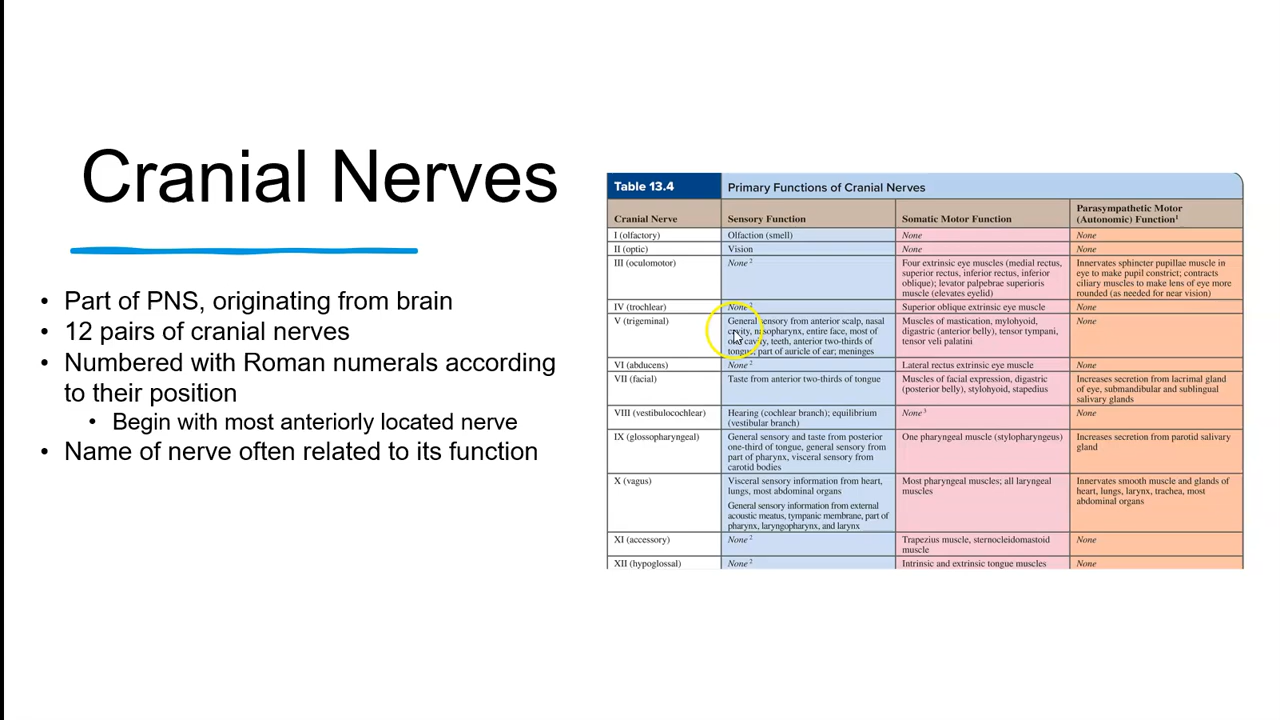 Cranial Nerves
• Part of PNS, originating from brain
• 12 pairs of cranial nerves
• Numbered with Roman numerals according
to their position
• Begin with most anteriorly located nerve
• Name of nerve often related to its function
Table 13.4 Primary Functions of Cranial Nerves
Cranial Nerve
Sensory Function
Somatic Motor Function
Parasympathetic Motor
(Autonomic) Function¹
I (olfactory)
Olfaction (smell)
None
None
II (optic)
Vision
None
None
III (oculomotor)
None ²
Four extrinsic eye muscles (medial rectus,
superior rectus, inferior rectus, inferior
oblique); levator palpebrae superioris
muscle (elevates eyelid)
Innervates sphincter pupillae muscle in
eye to make pupil constrict; contracts
ciliary muscles to make lens of eye more
rounded (as needed for near vision)
IV (trochlear)
None ²
Superior oblique extrinsic eye muscle
None
V (trigeminal)
General sensory from anterior scalp, nasal
cavity, nasopharynx, entire face, most of
oral cavity, teeth, anterior two-thirds of
tongue, part of auricle of ear; meninges
Muscles of mastication, mylohyoid,
digastric (anterior belly), tensor tympani,
tensor veli palatini
None
VI (abducens)
None ²
Lateral rectus extrinsic eye muscle
None
VII (facial)
Taste from anterior two-thirds of tongue
Muscles of facial expression, digastric
(posterior belly), stylohyoid, stapedius
Increases secretion from lacrimal gland
of eye, submandibular and sublingual
salivary glands
VIII (vestibulocochlear)
Hearing (cochlear branch); equilibrium
(vestibular branch)
None ³
None
IX (glossopharyngeal)
General sensory and taste from posterior
one-third of tongue, general sensory from
part of pharynx, visceral sensory from
carotid bodies
One pharyngeal muscle (stylopharyngeus)
Increases secretion from parotid salivary
gland
X (vagus)
Visceral sensory information from heart,
lungs, most abdominal organs
General sensory information from external
acoustic meatus, tympanic membrane, part of
pharynx, laryngopharynx, and larynx
Most pharyngeal muscles; all laryngeal
muscles
Innervates smooth muscle and glands of
heart, lungs, larynx, trachea, most
abdominal organs
XI (accessory)
None ²
Trapezius muscle, sternocleidomastoid
muscle
None
XII (hypoglossal)
None ²
Intrinsic and extrinsic tongue muscles
None